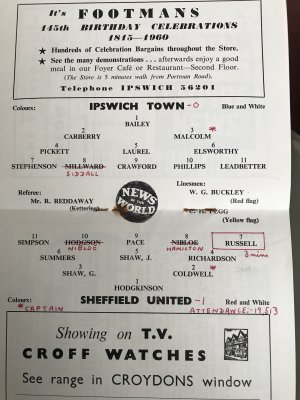 It's FOOTMANS
145th BIRTHDAY CELEBRATIONS
1815—1960
★ Hundreds of Celebration Bargains throughout the Store.
★ See the many demonstrations... afterwards enjoy a good
meal in our Foyer Cafe or Restaurant—Second Floor.
(The Store is 5 minutes walk from Portman Road).
Telephone IPSWICH 56201
Colours: IPSWICH TOWN -0 Blue and White
1
BAILEY
2 3 *
CARBERRY MALCOLM
4 5 6
PICKETT LAUREL ELSWORTHY
7 8 9 10 11
STEPHENSON MILLWARD CRAWFORD PHILLIPS LEADBETTER
SIDDALL
Referee: Linesmen:
Mr. R. REDDAWAY W. G. BUCKLEY
(Kettering) (Red flag)
NEWS
OF THE
WORLD
(Yellow flag)
11 10 9 8 7
SIMPSON HODGSON PACE NIBLOE RUSSELL
NIBLOE HAMILTON 3 mins
6 5 4
SUMMERS SHAW, J. RICHARDSON
3 2 *
SHAW, G. COLDWELL
1
HODGKINSON
Colours: SHEFFIELD UNITED -1 Red and White
* CAPTAIN ATTENDANCE:- 19,513
Showing on T.V.
CROFF WATCHES
See range in CROYDONS window